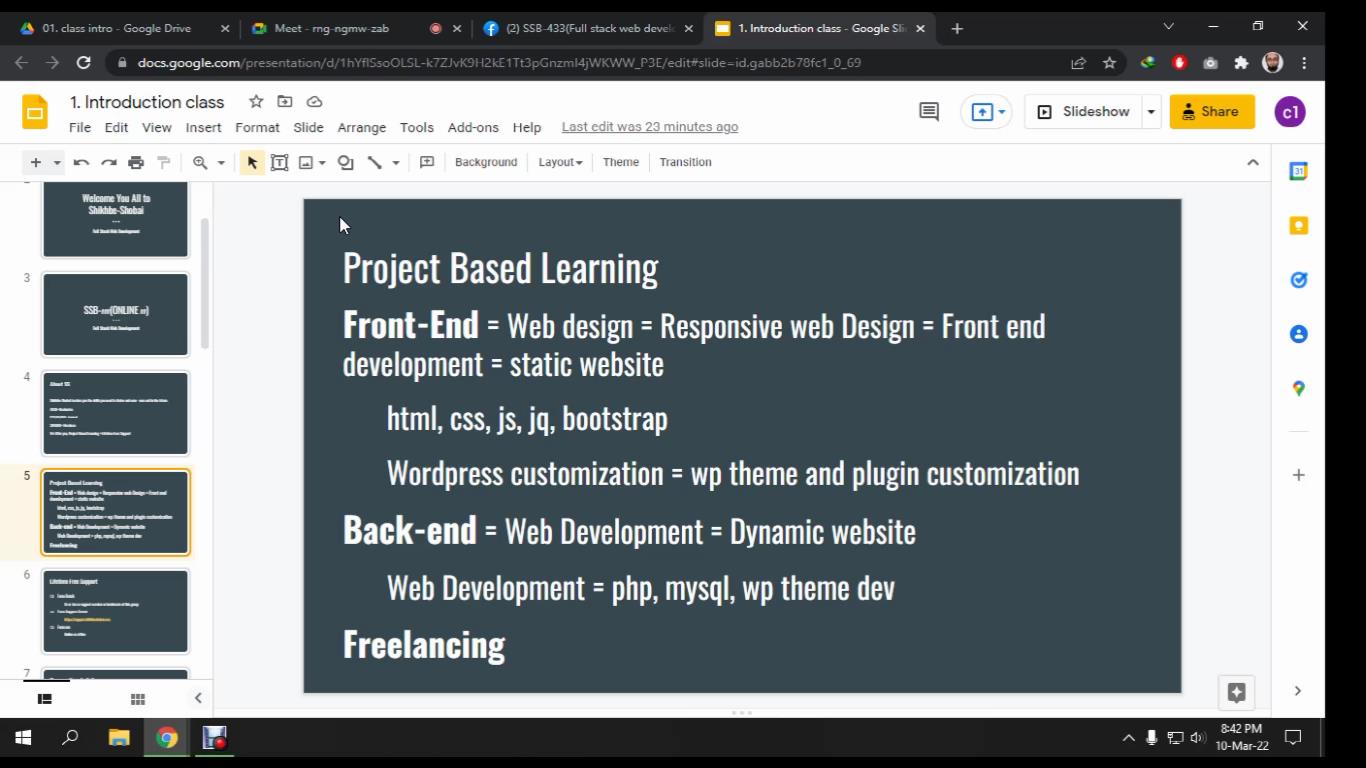 01. class intro - Google Drive
Meet - rng-ngmw-zab
(2) SSB-433(Full stack web develo
1. Introduction class - Google Sli
docs.google.com/presentation/d/1hYflSsoOLSL-k7ZJvK9H2kE1Tt3pGnzmI4jWKWW_P3E/edit#slide=id.gabb2b78fc1_0_69
1. Introduction class
Slideshow
Share
c1
File Edit View Insert Format Slide Arrange Tools Add-ons Help Last edit was 23 minutes ago
Background Layout Theme Transition
31
Welcome You All to
Shikhbe-Shobai
Full Stack Web Development
3
SSB-###(ONLINE ##)
Full Stack Web Development
4
About SS
5
Project Based Learning
Front-End = Web design = Responsive web Design = Front end
development = static website
html, css, js, jq, bootstrap
Wordpress customization = wp theme and plugin customization
Back-end = Web Development = Dynamic website
Web Development = php, mysql, wp theme dev
Freelancing
6
Lifetime Free Support
7
Project Based Learning
Front-End = Web design = Responsive web Design = Front end
development = static website
html, css, js, jq, bootstrap
Wordpress customization = wp theme and plugin customization
Back-end = Web Development = Dynamic website
Web Development = php, mysql, wp theme dev
Freelancing
8:42 PM
10-Mar-22